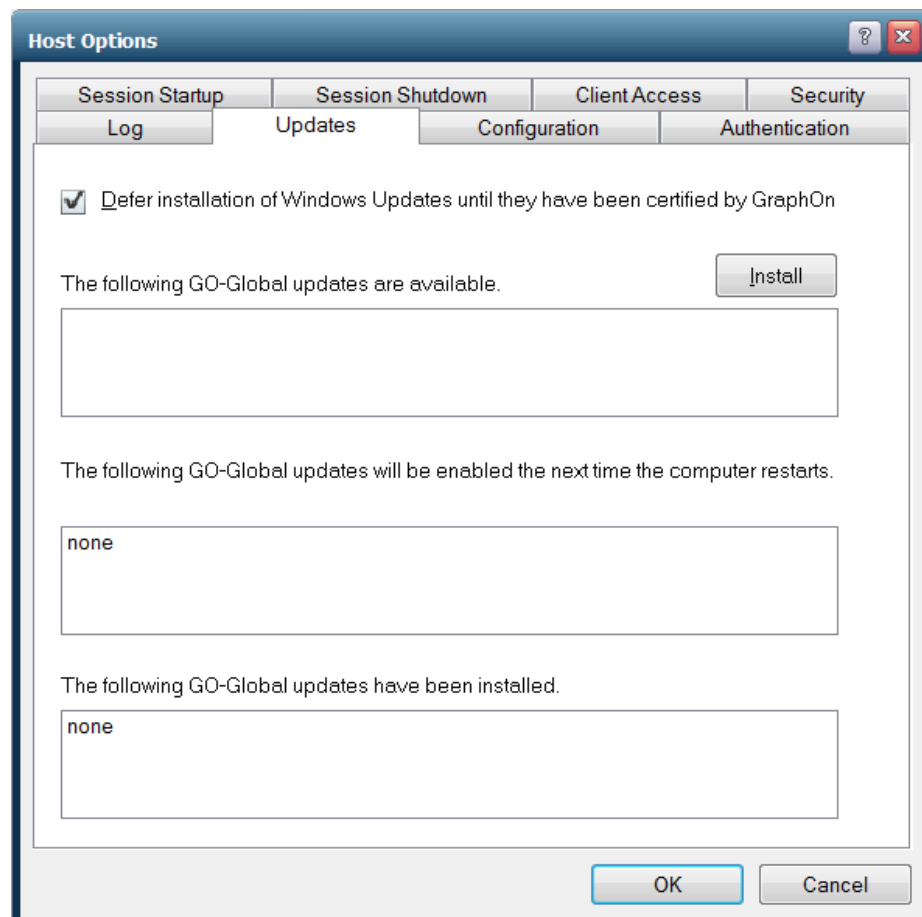 Host Options
Session Startup Session Shutdown Client Access Security
Log Updates Configuration Authentication
Defer installation of Windows Updates until they have been certified by GraphOn
The following GO-Global updates are available.
Install
The following GO-Global updates will be enabled the next time the computer restarts.
none
The following GO-Global updates have been installed.
none
OK Cancel